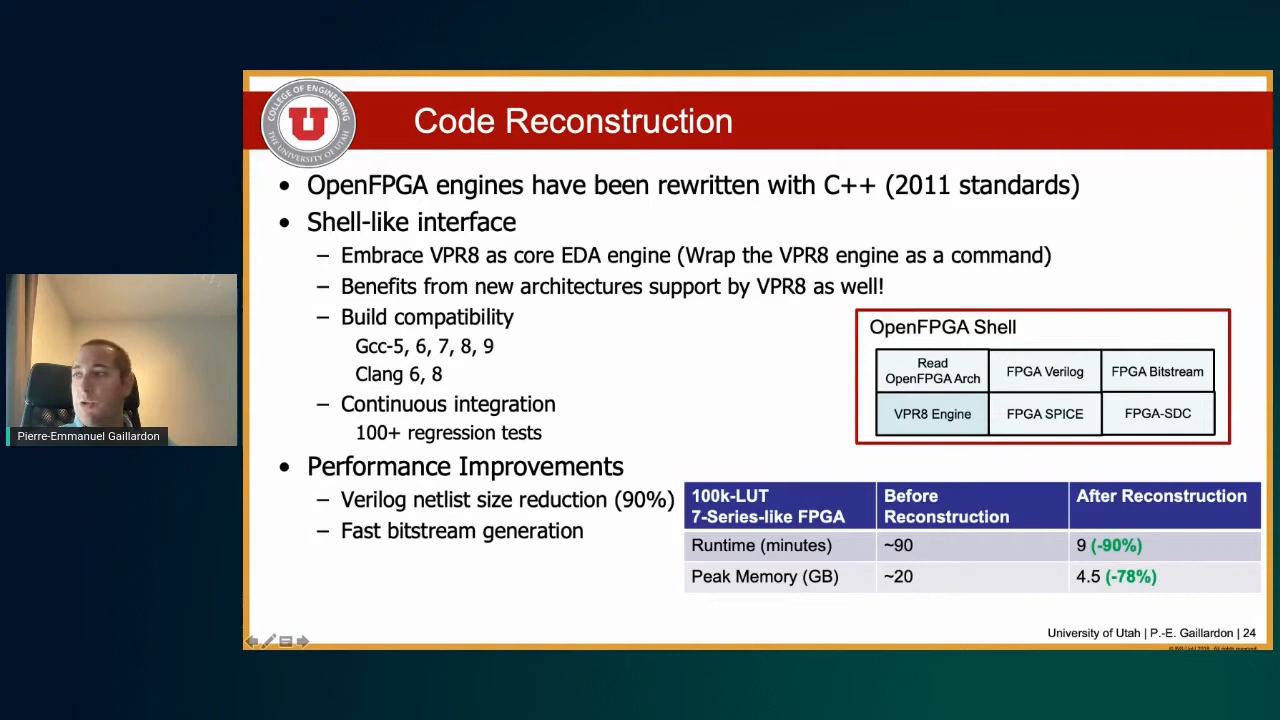 COLLEGE OF ENGINEERING
U
THE UNIVERSITY OF UTAH
Code Reconstruction
• OpenFPGA engines have been rewritten with C++ (2011 standards)
• Shell-like interface
– Embrace VPR8 as core EDA engine (Wrap the VPR8 engine as a command)
– Benefits from new architectures support by VPR8 as well!
– Build compatibility
Gcc-5, 6, 7, 8, 9
Clang 6, 8
– Continuous integration
100+ regression tests
• Performance Improvements
– Verilog netlist size reduction (90%)
– Fast bitstream generation
OpenFPGA Shell
Read
OpenFPGA Arch
FPGA Verilog
FPGA Bitstream
VPR8 Engine
FPGA SPICE
FPGA-SDC
100k-LUT
7-Series-like FPGA
Before
Reconstruction
After Reconstruction
Runtime (minutes)
~90
9 (-90%)
Peak Memory (GB)
~20
4.5 (-78%)
University of Utah | P.-E. Gaillardon | 24
All rights reserved
Pierre-Emmanuel Gaillardon